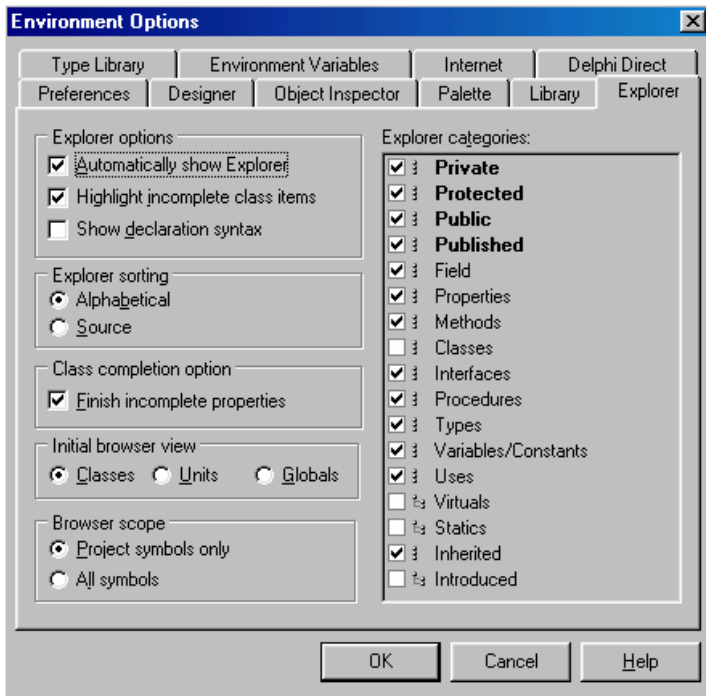 Environment Options
Type Library Environment Variables Internet Delphi Direct
Preferences Designer Object Inspector Palette Library Explorer
Explorer options
Automatically show Explorer
Highlight incomplete class items
Show declaration syntax
Explorer sorting
Alphabetical
Source
Class completion option
Finish incomplete properties
Initial browser view
Classes Units Globals
Browser scope
Project symbols only
All symbols
Explorer categories:
Private
Protected
Public
Published
Field
Properties
Methods
Classes
Interfaces
Procedures
Types
Variables/Constants
Uses
Virtuals
Statics
Inherited
Introduced
OK Cancel Help